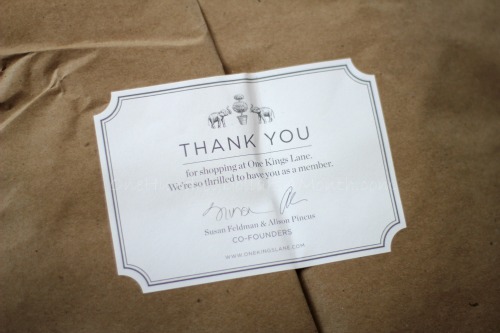 THANK YOU
for shopping at One Kings Lane.
We're so thrilled to have you as a member.
Susan Feldman & Alison Pincus
CO-FOUNDERS
WWW.ONEKINGSLANE.COM